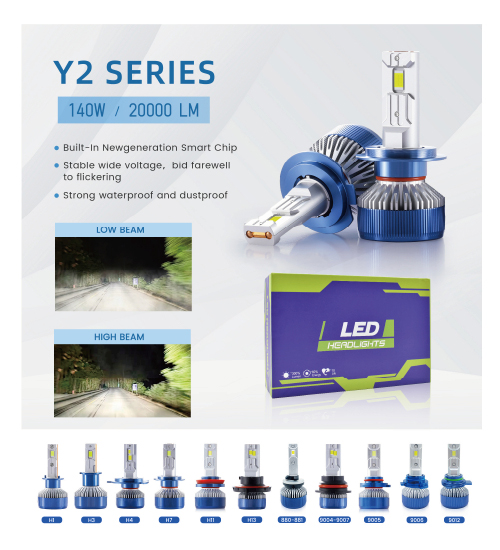 Y2 SERIES
140W / 20000 LM
Built-In Newgeneration Smart Chip
Stable wide voltage, bid farewell
to flickering
Strong waterproof and dustproof
LOW BEAM
HIGH BEAM
LED
HEADLIGHTS
H1
H3
H4
H7
H11
H13
880-881
9004-9007
9005
9006
9012